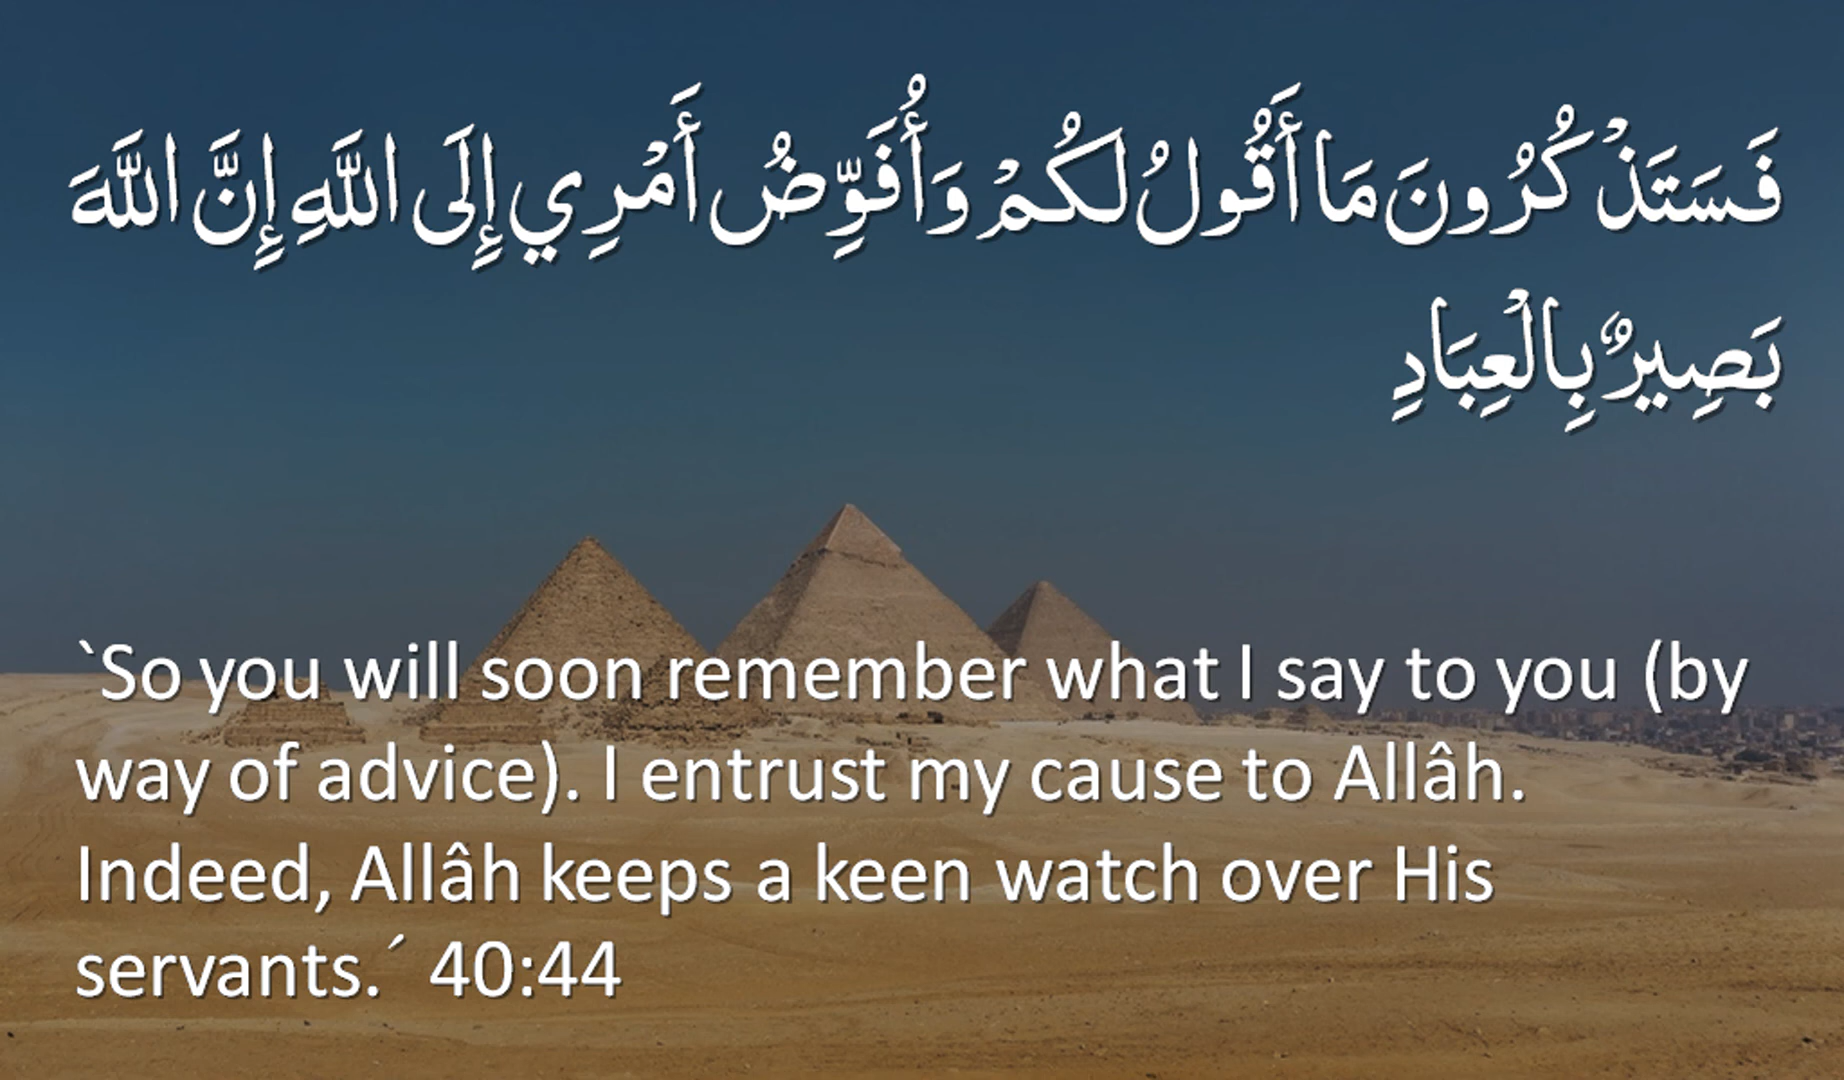 فَسَتَذْكُرُونَ مَا أَقُولُ لَكُمْ وَأُفَوِّضُ أَمْرِي إِلَى اللَّهِ إِنَّ اللَّهَ
بَصِيرٌ بِالْعِبَادِ
`So you will soon remember what I say to you (by
way of advice). I entrust my cause to Allâh.
Indeed, Allâh keeps a keen watch over His
servants.´ 40:44